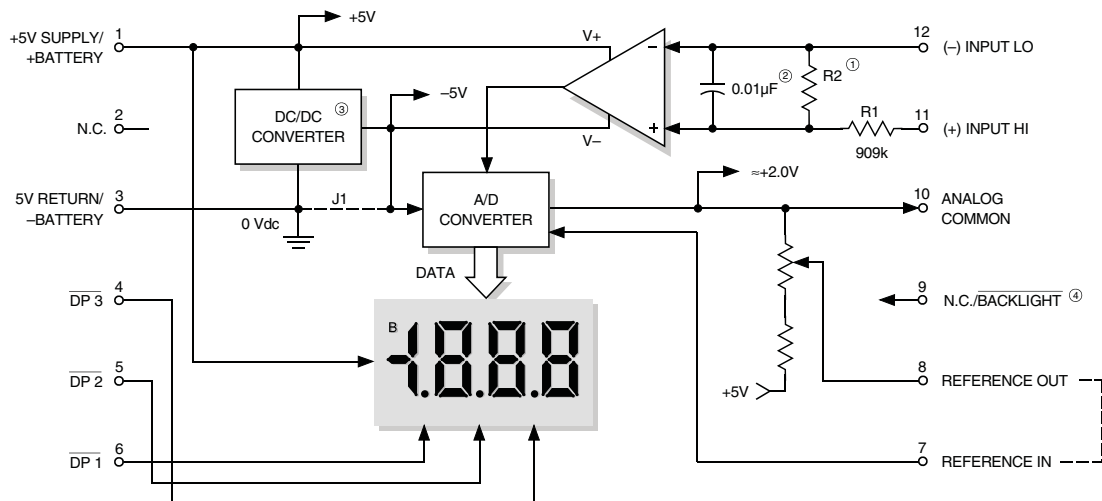 +5V
+5V SUPPLY/
+BATTERY
1
V+
12
(–) INPUT LO
–
–5V
0.01µF ②
R2 ①
DC/DC ③
CONVERTER
2
N.C.
+
V–
R1
909k
11
(+) INPUT HI
≈+2.0V
5V RETURN/
–BATTERY
3
J1
0 Vdc
A/D
CONVERTER
10
ANALOG
COMMON
DATA
DP 3
4
9
N.C./BACKLIGHT ④
B
-1.8.8.8
DP 2
5
+5V
8
REFERENCE OUT
DP 1
6
7
REFERENCE IN